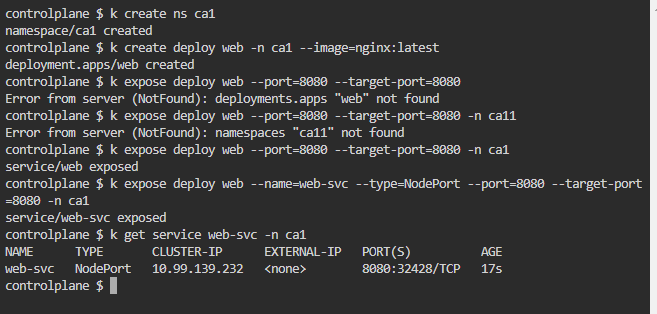 controlplane $ k create ns ca1
namespace/ca1 created
controlplane $ k create deploy web -n ca1 --image=nginx:latest
deployment.apps/web created
controlplane $ k expose deploy web --port=8080 --target-port=8080
Error from server (NotFound): deployments.apps "web" not found
controlplane $ k expose deploy web --port=8080 --target-port=8080 -n ca11
Error from server (NotFound): namespaces "ca11" not found
controlplane $ k expose deploy web --port=8080 --target-port=8080 -n ca1
service/web exposed
controlplane $ k expose deploy web --name=web-svc --type=NodePort --port=8080 --target-port
=8080 -n ca1
service/web-svc exposed
controlplane $ k get service web-svc -n ca1
NAME TYPE CLUSTER-IP EXTERNAL-IP PORT(S) AGE
web-svc NodePort 10.99.139.232 <none> 8080:32428/TCP 17s
controlplane $